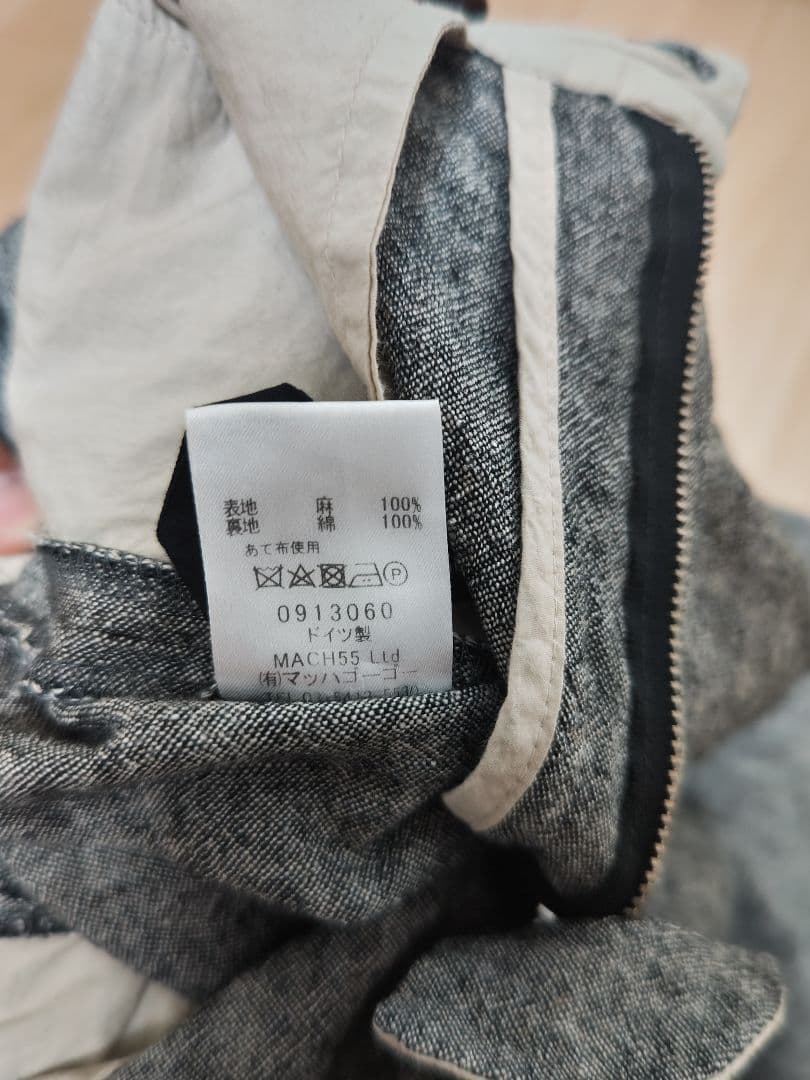 表地 麻 100%
裏地 綿 100%
あて布使用
P
0913060
ドイツ製
MACH55 Ltd
(有)マッハゴーゴー
TEL